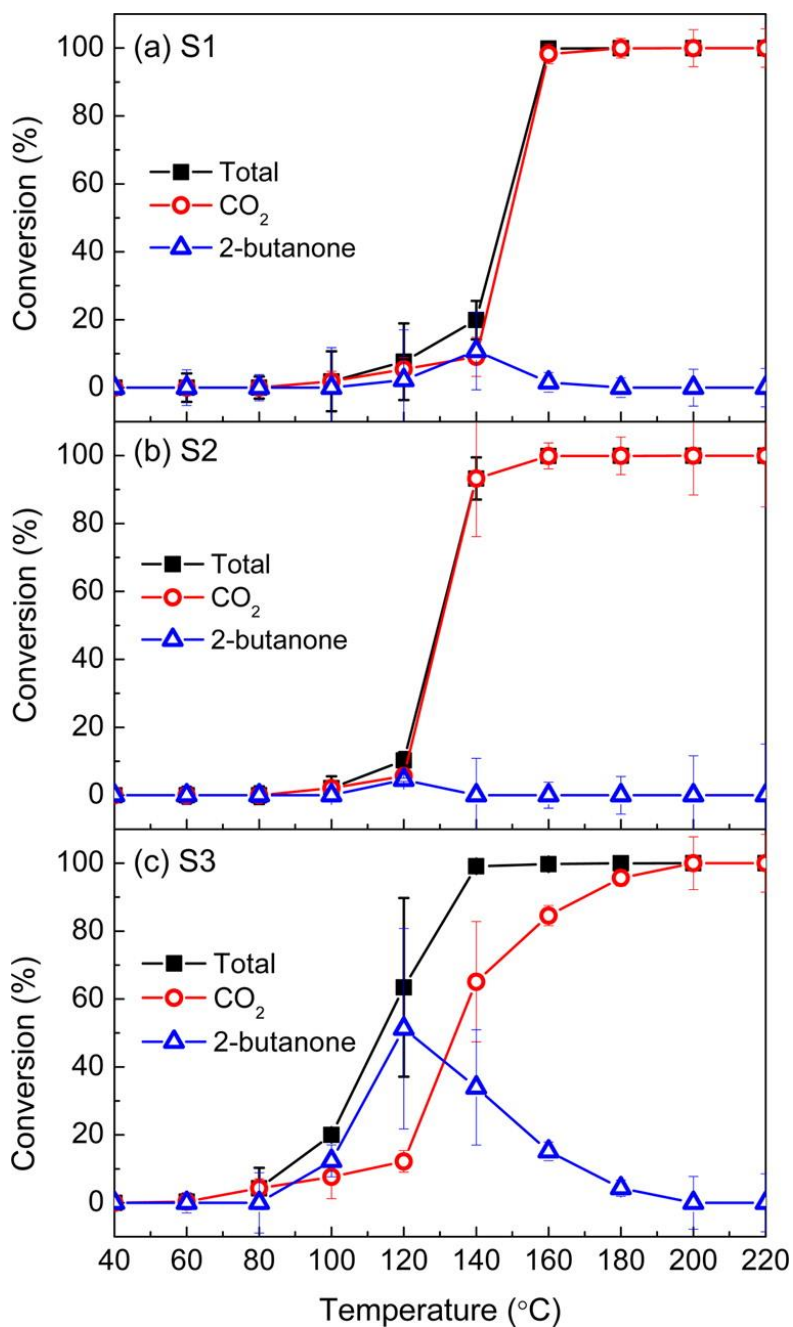 (a) S1
100
80
60
40
20
0
Conversion (%)
Total
CO₂
2-butanone
(b) S2
100
80
60
40
20
0
Conversion (%)
Total
CO₂
2-butanone
(c) S3
100
80
60
40
20
0
Conversion (%)
Total
CO₂
2-butanone
40 60 80 100 120 140 160 180 200 220
Temperature (°C)